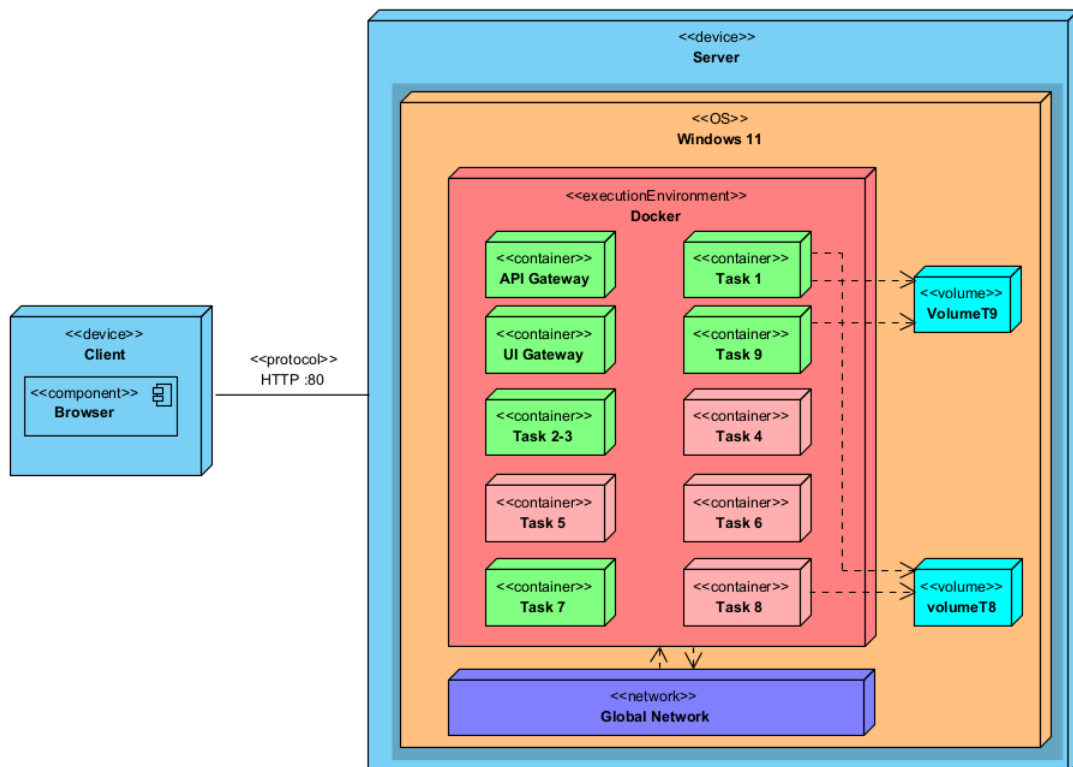 <<device>>
Server
<<OS>>
Windows 11
<<executionEnvironment>>
Docker
<<container>>
API Gateway
<<container>>
Task 1
<<container>>
UI Gateway
<<container>>
Task 9
<<container>>
Task 2-3
<<container>>
Task 4
<<container>>
Task 5
<<container>>
Task 6
<<container>>
Task 7
<<container>>
Task 8
<<volume>>
VolumeT9
<<volume>>
volumeT8
<<network>>
Global Network
<<device>>
Client
<<component>>
Browser
<<protocol>>
HTTP :80